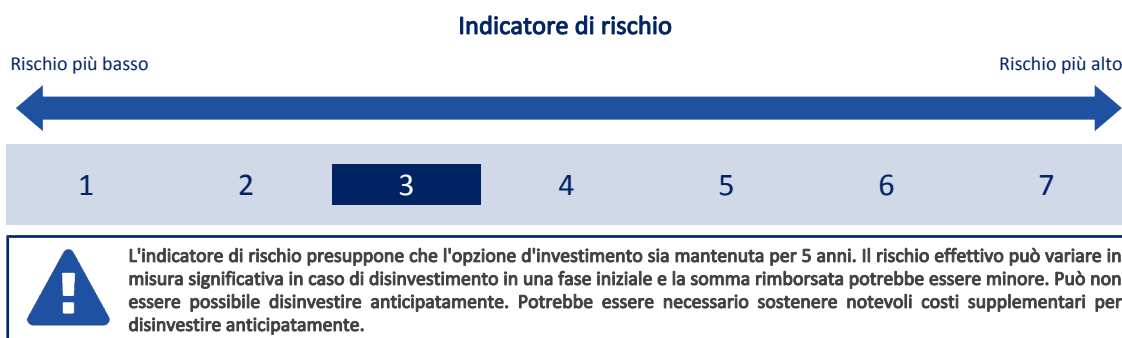 Indicatore di rischio
Rischio più basso Rischio più alto
1 2 3 4 5 6 7
L'indicatore di rischio presuppone che l'opzione d'investimento sia mantenuta per 5 anni. Il rischio effettivo può variare in
misura significativa in caso di disinvestimento in una fase iniziale e la somma rimborsata potrebbe essere minore. Può non
essere possibile disinvestire anticipatamente. Potrebbe essere necessario sostenere notevoli costi supplementari per
disinvestire anticipatamente.